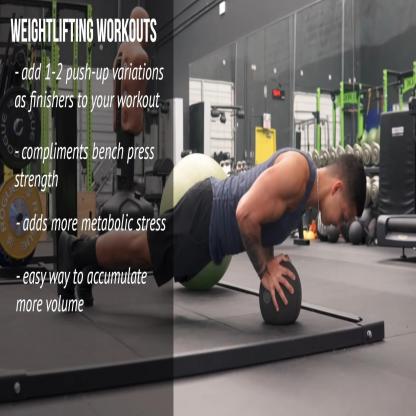 WEIGHTLIFTING WORKOUTS
- add 1-2 push-up variations
as finishers to your workout
- compliments bench press
strength
- adds more metabolic stress
- easy way to accumulate
more volume